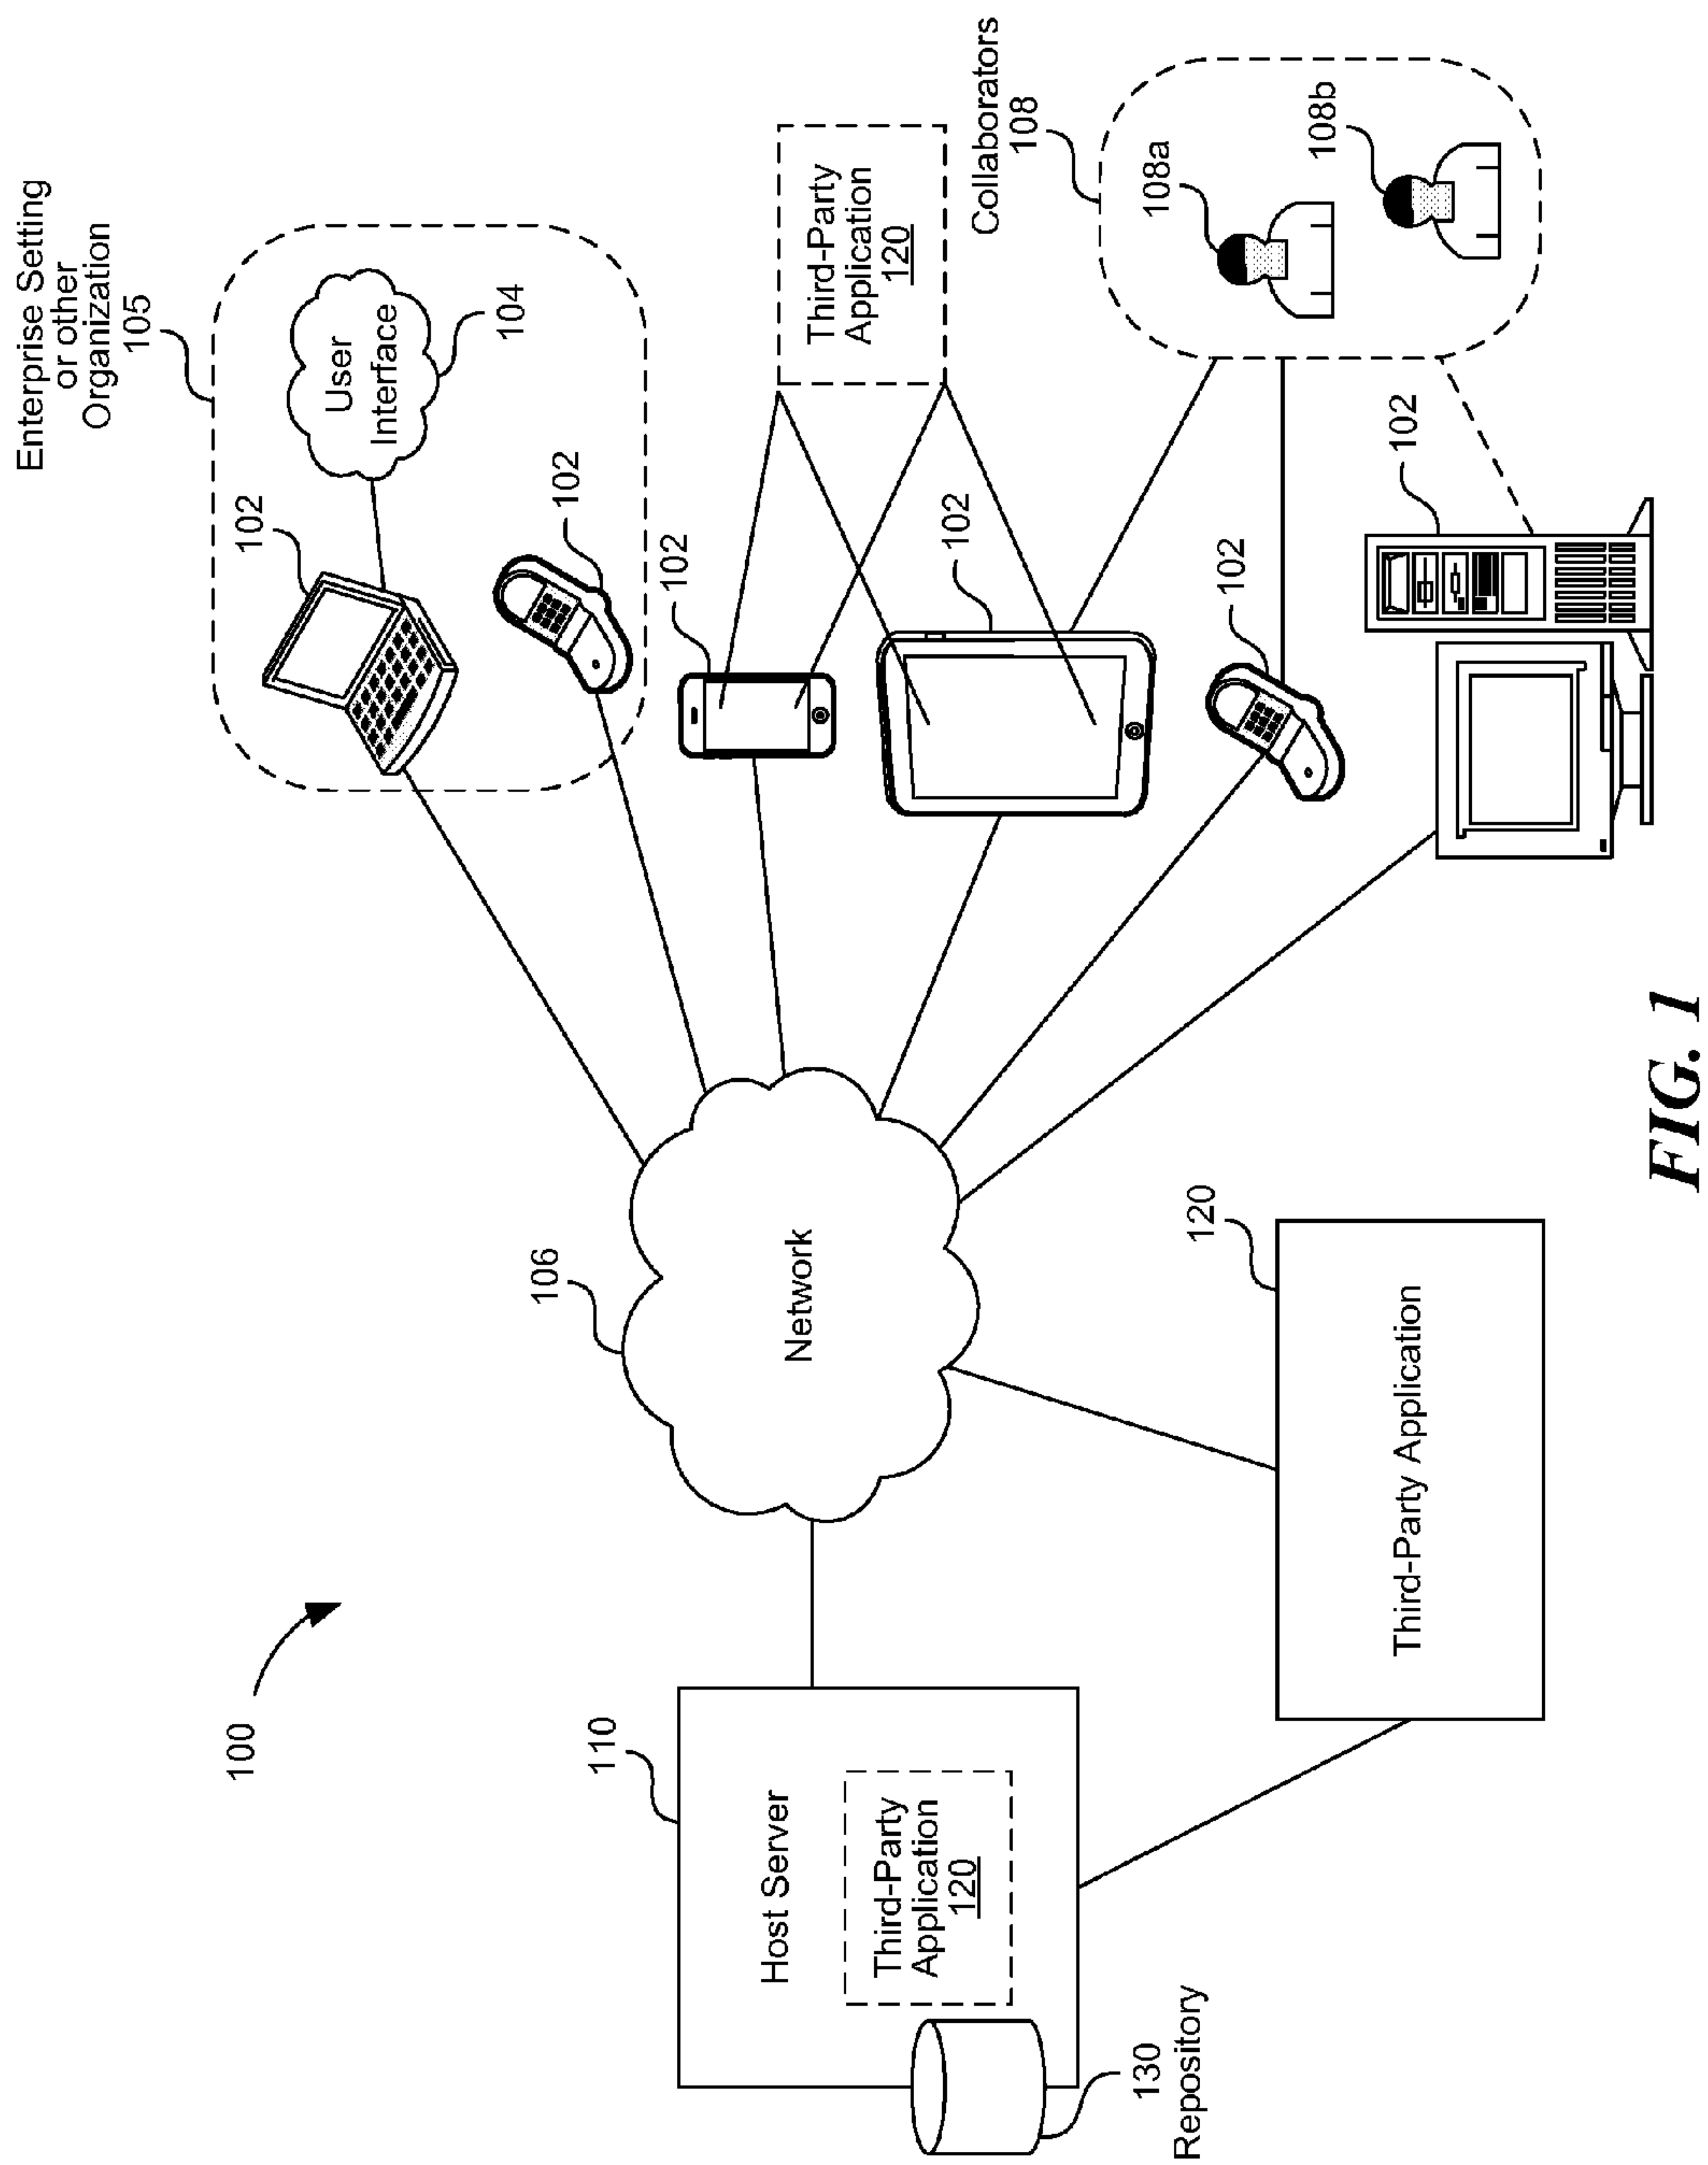 100
110
Host Server
Third-Party
Application
120
130
Repository
106
Network
120
Third-Party Application
Enterprise Setting
or other
Organization
105
102
User
Interface
104
102
102
Third-Party
Application
120
102
Collaborators
108
108a
108b
102
102
FIG. 1